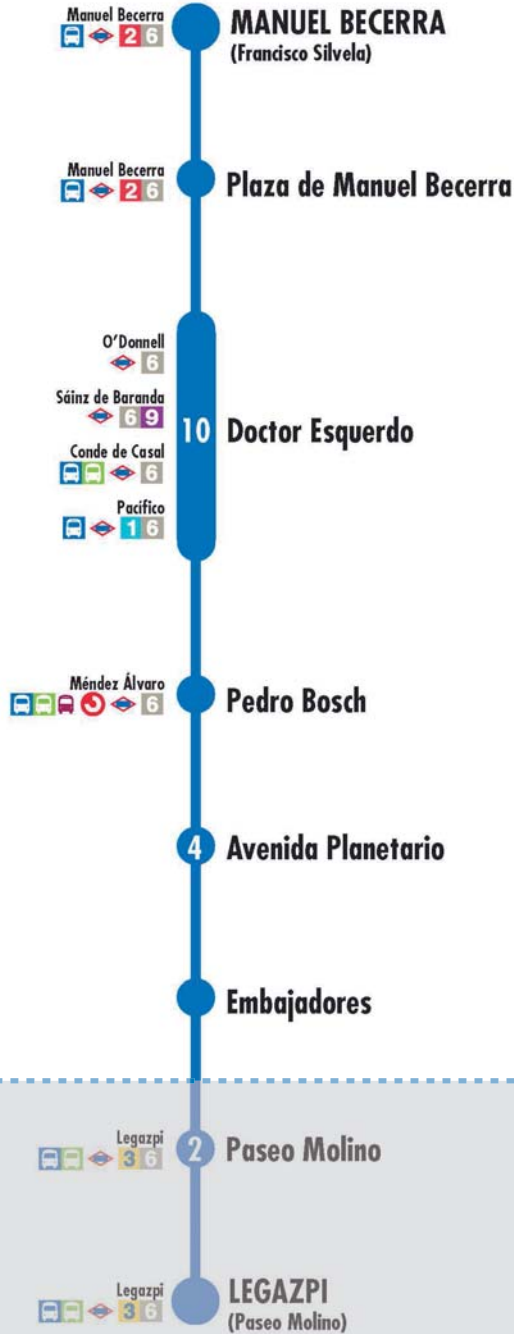 Manuel Becerra
2 6
MANUEL BECERRA
(Francisco Silvela)
Manuel Becerra
2 6
Plaza de Manuel Becerra
O'Donnell
6
Sáinz de Baranda
6 9
Conde de Casal
6
Pacífico
1 6
10
Doctor Esquerdo
Méndez Álvaro
6
Pedro Bosch
4
Avenida Planetario
Embajadores
Legazpi
3 6
2
Paseo Molino
Legazpi
3 6
LEGAZPI
(Paseo Molino)